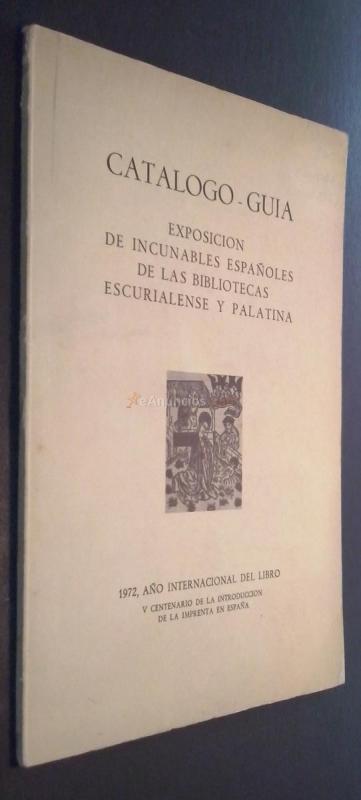 CATALOGO - GUIA
EXPOSICION
DE INCUNABLES ESPAÑOLES
DE LAS BIBLIOTECAS
ESCURIALENSE Y PALATINA
eAnuncios
1972, AÑO INTERNACIONAL DEL LIBRO
V CENTENARIO DE LA INTRODUCCION
DE LA IMPRENTA EN ESPAÑA